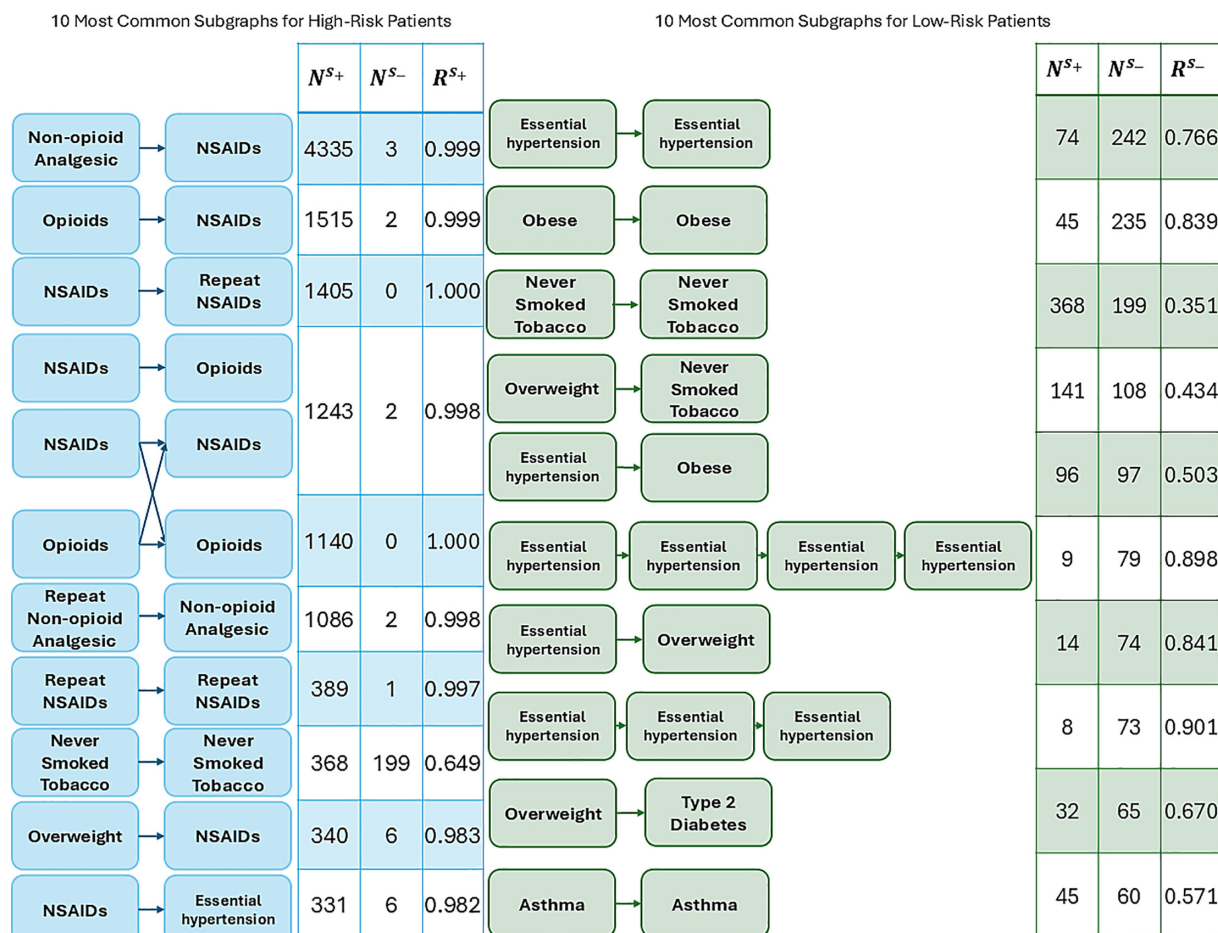 10 Most Common Subgraphs for High-Risk Patients
N^{S+} N^{S-} R^{S+}
Non-opioid
Analgesic
NSAIDs
4335 3 0.999
Opioids NSAIDs 1515 2 0.999
NSAIDs
Repeat
NSAIDs
1405 0 1.000
NSAIDs Opioids
1243 2 0.998
NSAIDs NSAIDs
Opioids Opioids 1140 0 1.000
Repeat
Non-opioid
Analgesic
Non-opioid
Analgesic
1086 2 0.998
Repeat
NSAIDs
Repeat
NSAIDs
389 1 0.997
Never
Smoked
Tobacco
Never
Smoked
Tobacco
368 199 0.649
Overweight NSAIDs 340 6 0.983
NSAIDs
Essential
hypertension
331 6 0.982
10 Most Common Subgraphs for Low-Risk Patients
N^{S+} N^{S-} R^{S-}
Essential
hypertension
Essential
hypertension
74 242 0.766
Obese Obese 45 235 0.839
Never
Smoked
Tobacco
Never
Smoked
Tobacco
368 199 0.351
Overweight
Never
Smoked
Tobacco
141 108 0.434
Essential
hypertension
Obese
96 97 0.503
Essential
hypertension
Essential
hypertension
Essential
hypertension
Essential
hypertension
9 79 0.898
Essential
hypertension
Overweight
14 74 0.841
Essential
hypertension
Essential
hypertension
Essential
hypertension
8 73 0.901
Overweight
Type 2
Diabetes
32 65 0.670
Asthma Asthma 45 60 0.571